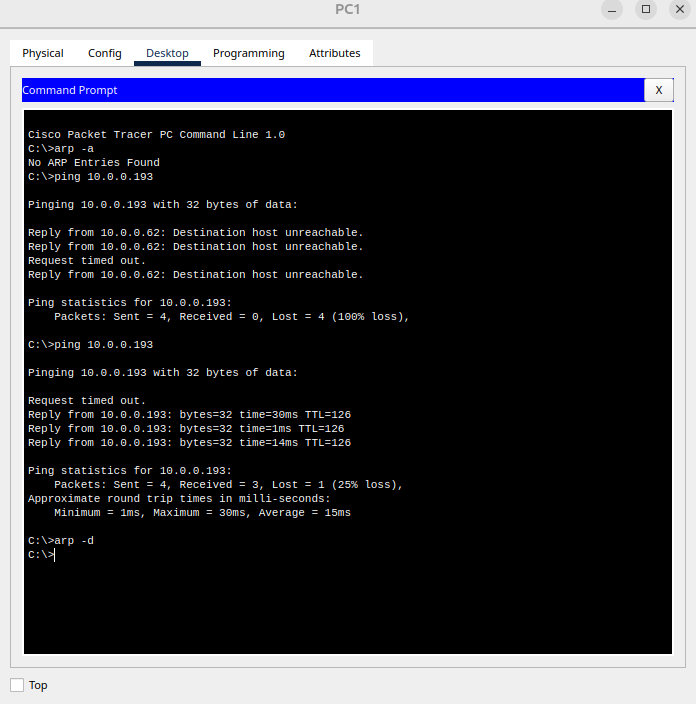 PC1
Physical Config Desktop Programming Attributes
Command Prompt X
Cisco Packet Tracer PC Command Line 1.0
C:\>arp -a
No ARP Entries Found
C:\>ping 10.0.0.193
Pinging 10.0.0.193 with 32 bytes of data:
Reply from 10.0.0.62: Destination host unreachable.
Reply from 10.0.0.62: Destination host unreachable.
Request timed out.
Reply from 10.0.0.62: Destination host unreachable.
Ping statistics for 10.0.0.193:
    Packets: Sent = 4, Received = 0, Lost = 4 (100% loss),
C:\>ping 10.0.0.193
Pinging 10.0.0.193 with 32 bytes of data:
Request timed out.
Reply from 10.0.0.193: bytes=32 time=30ms TTL=126
Reply from 10.0.0.193: bytes=32 time=1ms TTL=126
Reply from 10.0.0.193: bytes=32 time=14ms TTL=126
Ping statistics for 10.0.0.193:
    Packets: Sent = 4, Received = 3, Lost = 1 (25% loss),
Approximate round trip times in milli-seconds:
    Minimum = 1ms, Maximum = 30ms, Average = 15ms
C:\>arp -d
C:\>
Top